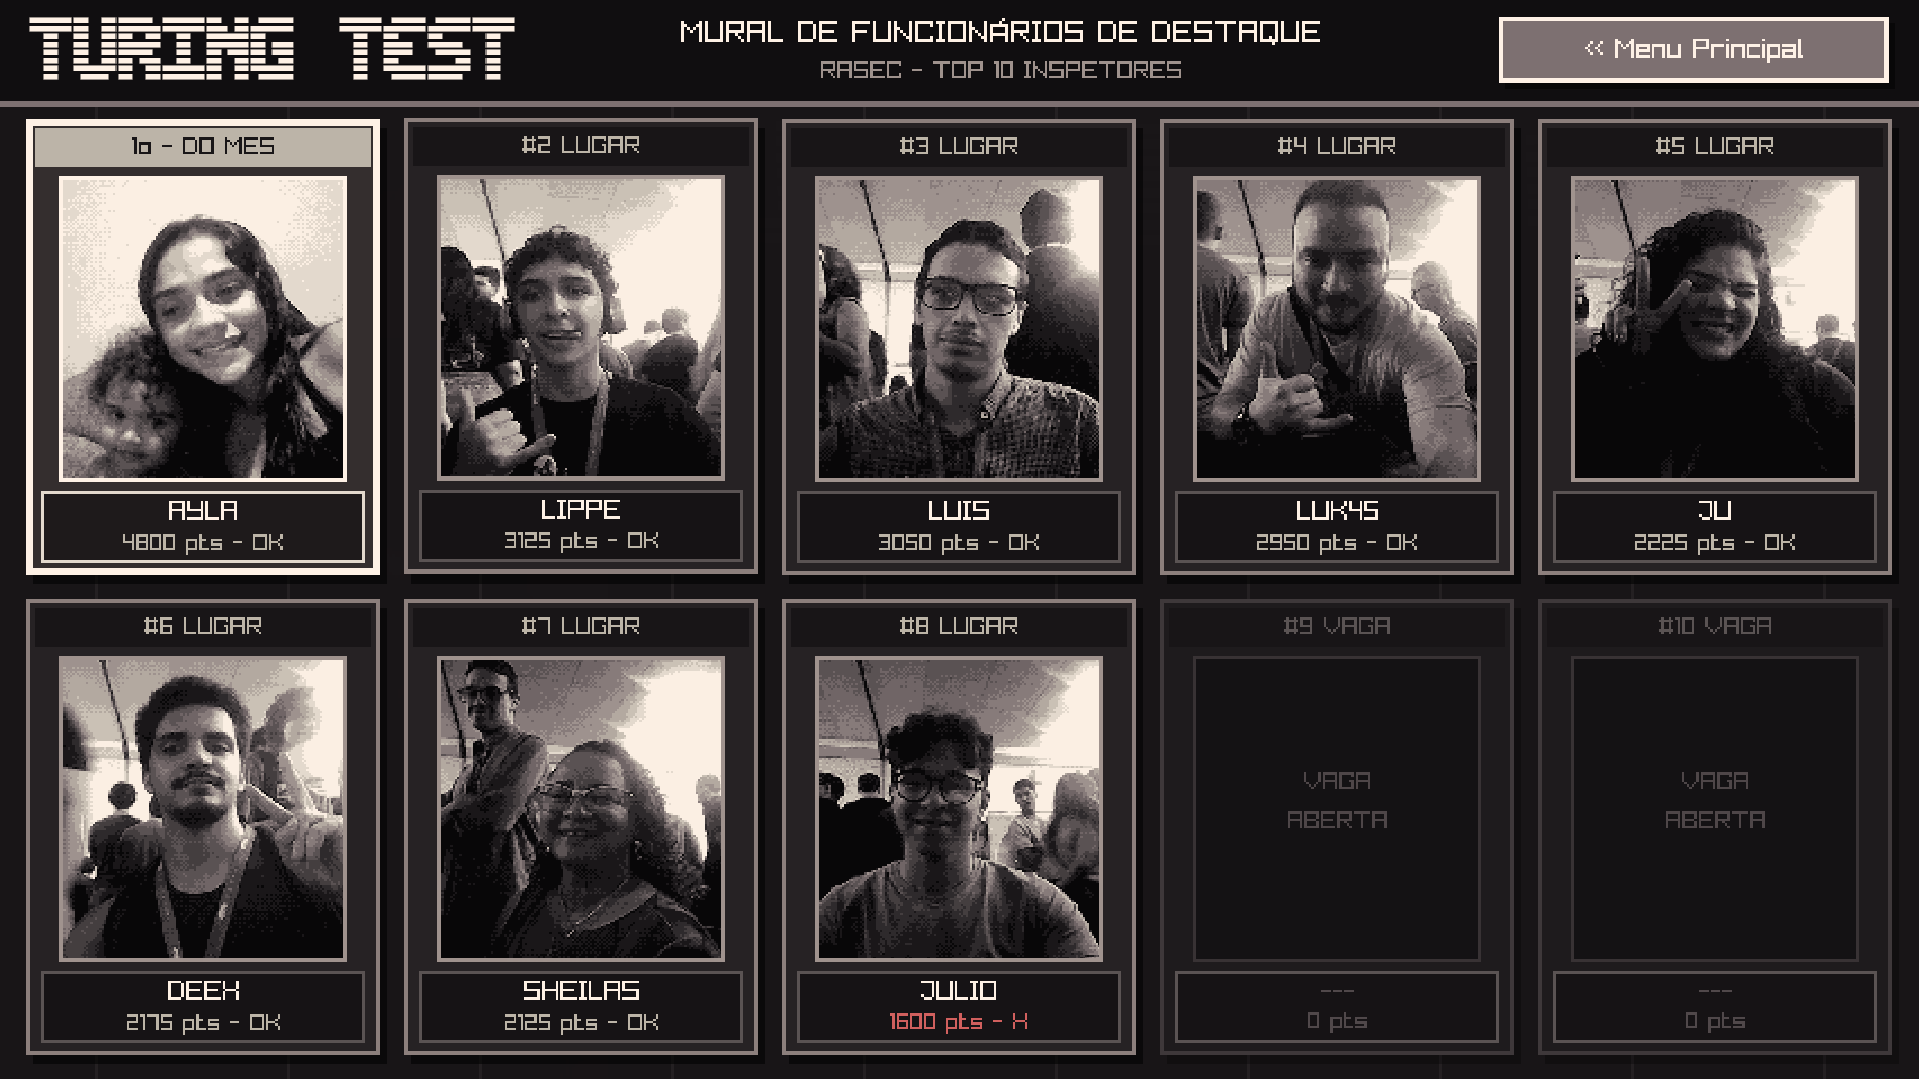 TURING TEST
MURAL DE FUNCIONÁRIOS DE DESTAQUE
RASEC - TOP 10 INSPETORES
<< Menu Principal
1o - DO MES
AYLA
4800 pts - OK
#2 LUGAR
LIPPE
3125 pts - OK
#3 LUGAR
LUIS
3050 pts - OK
#4 LUGAR
LUK45
2950 pts - OK
#5 LUGAR
JU
2225 pts - OK
#6 LUGAR
DEEH
2175 pts - OK
#7 LUGAR
SHEILAS
2125 pts - OK
#8 LUGAR
JULIO
1600 pts - X
#9 VAGA
VAGA
ABERTA
---
0 pts
#10 VAGA
VAGA
ABERTA
---
0 pts